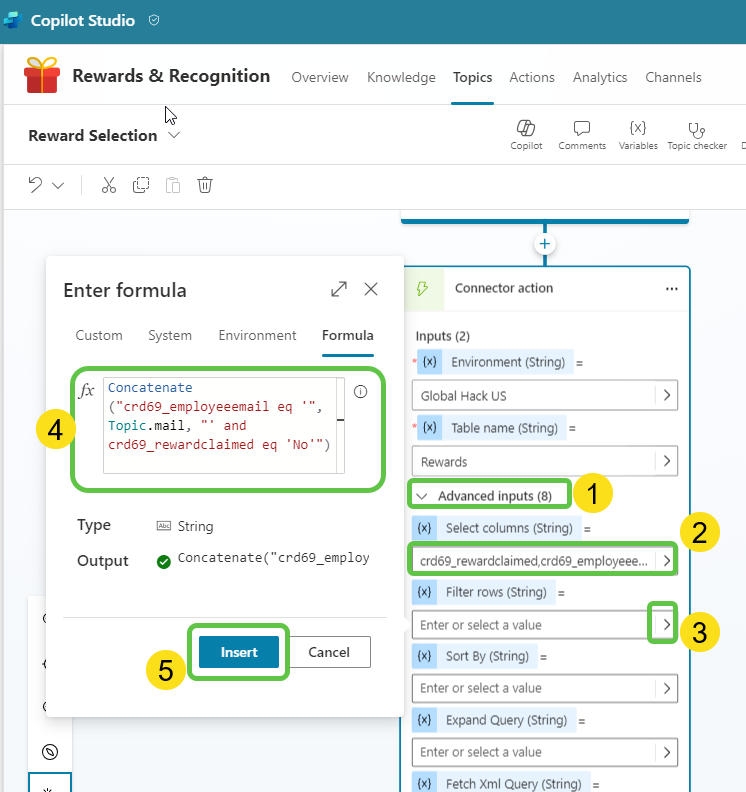 Copilot Studio
Rewards & Recognition
Overview
Knowledge
Topics
Actions
Analytics
Channels
Reward Selection
Copilot
Comments
Variables
Topic checker
Enter formula
Custom
System
Environment
Formula
fx
Concatenate
("crd69_employeeemail eq '",
Topic.mail, "' and
crd69_rewardclaimed eq 'No'")
4
Type
Abc String
Output
Concatenate("crd69_employ
5
Insert
Cancel
Connector action
...
Inputs (2)
* {x} Environment (String) =
Global Hack US
* {x} Table name (String) =
Rewards
Advanced inputs (8)
1
{x} Select columns (String) =
2
crd69_rewardclaimed,crd69_employeee...
{x} Filter rows (String) =
Enter or select a value
3
{x} Sort By (String) =
Enter or select a value
{x} Expand Query (String) =
Enter or select a value
{x} Fetch Xml Query (String) =